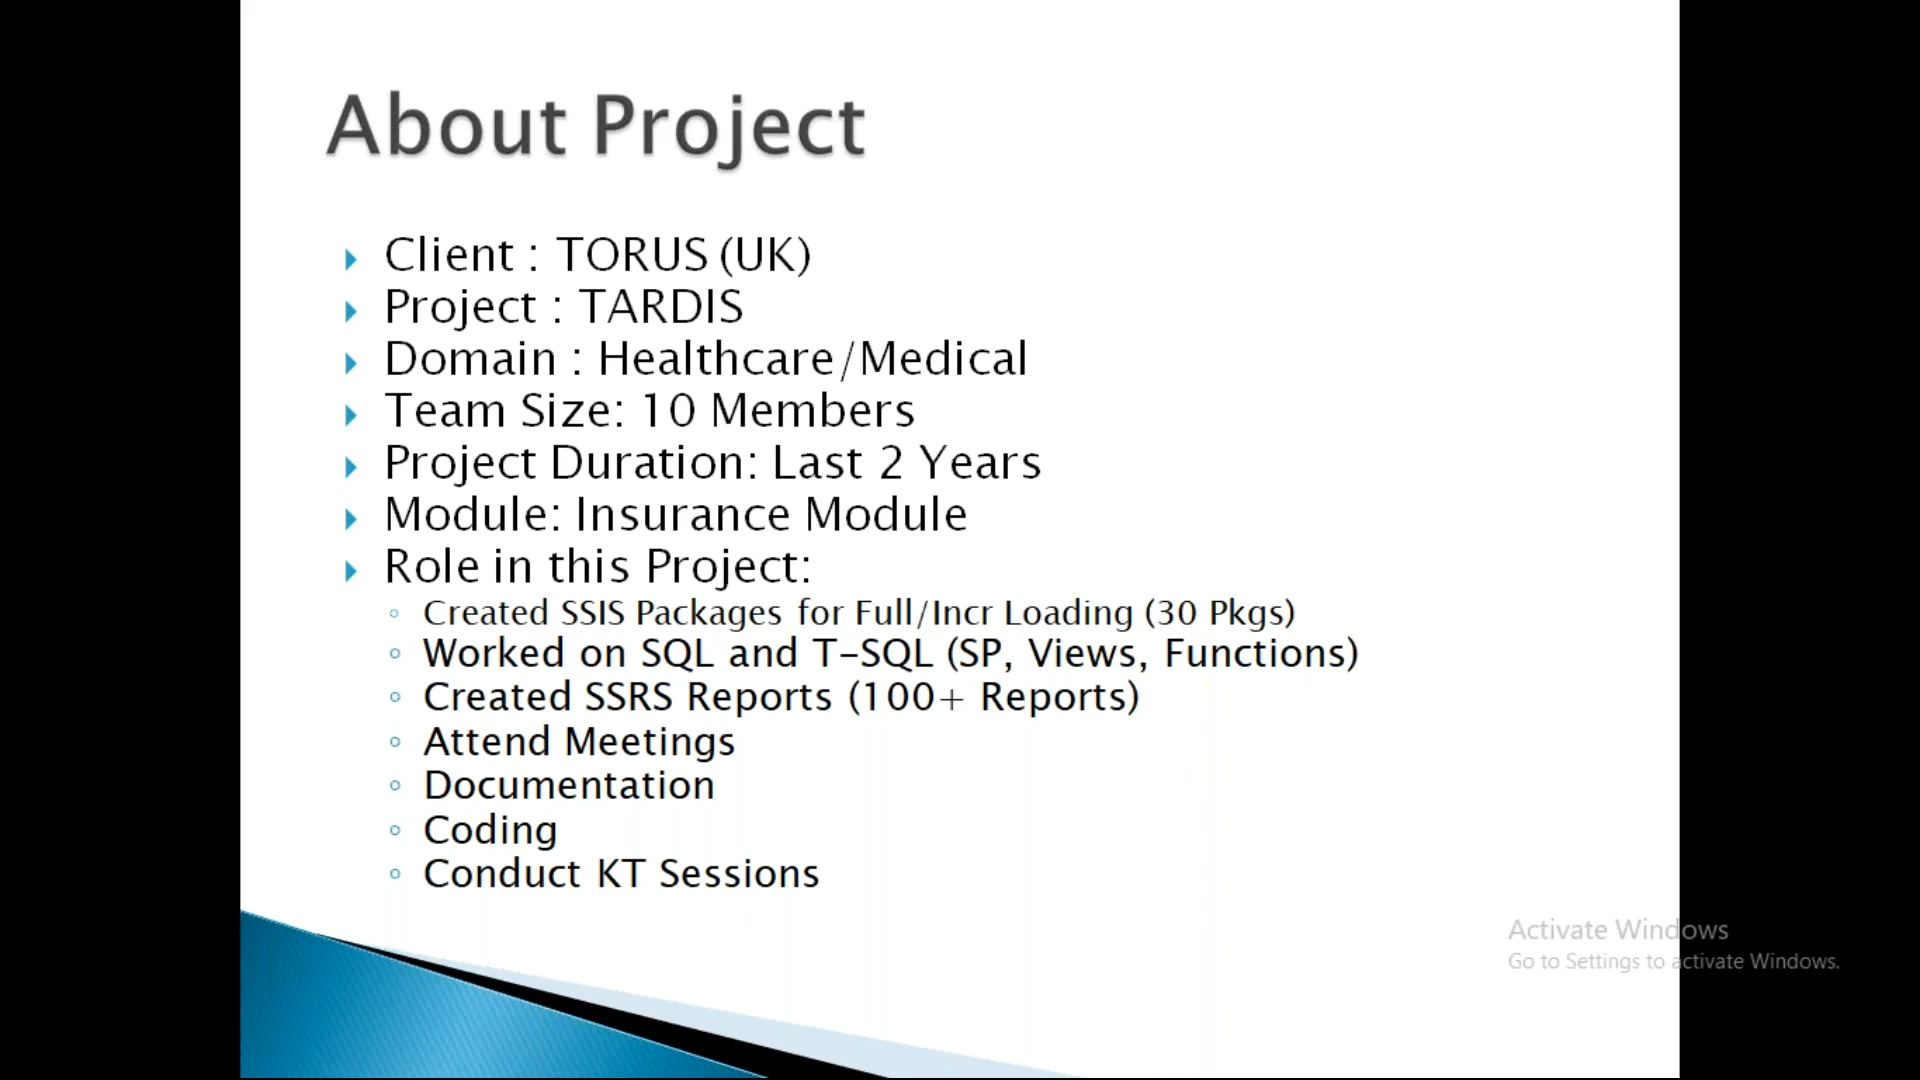 About Project
Client : TORUS (UK)
Project : TARDIS
Domain : Healthcare/Medical
Team Size: 10 Members
Project Duration: Last 2 Years
Module: Insurance Module
Role in this Project:
Created SSIS Packages for Full/Incr Loading (30 Pkgs)
Worked on SQL and T-SQL (SP, Views, Functions)
Created SSRS Reports (100+ Reports)
Attend Meetings
Documentation
Coding
Conduct KT Sessions
Activate Windows
Go to Settings to activate Windows.